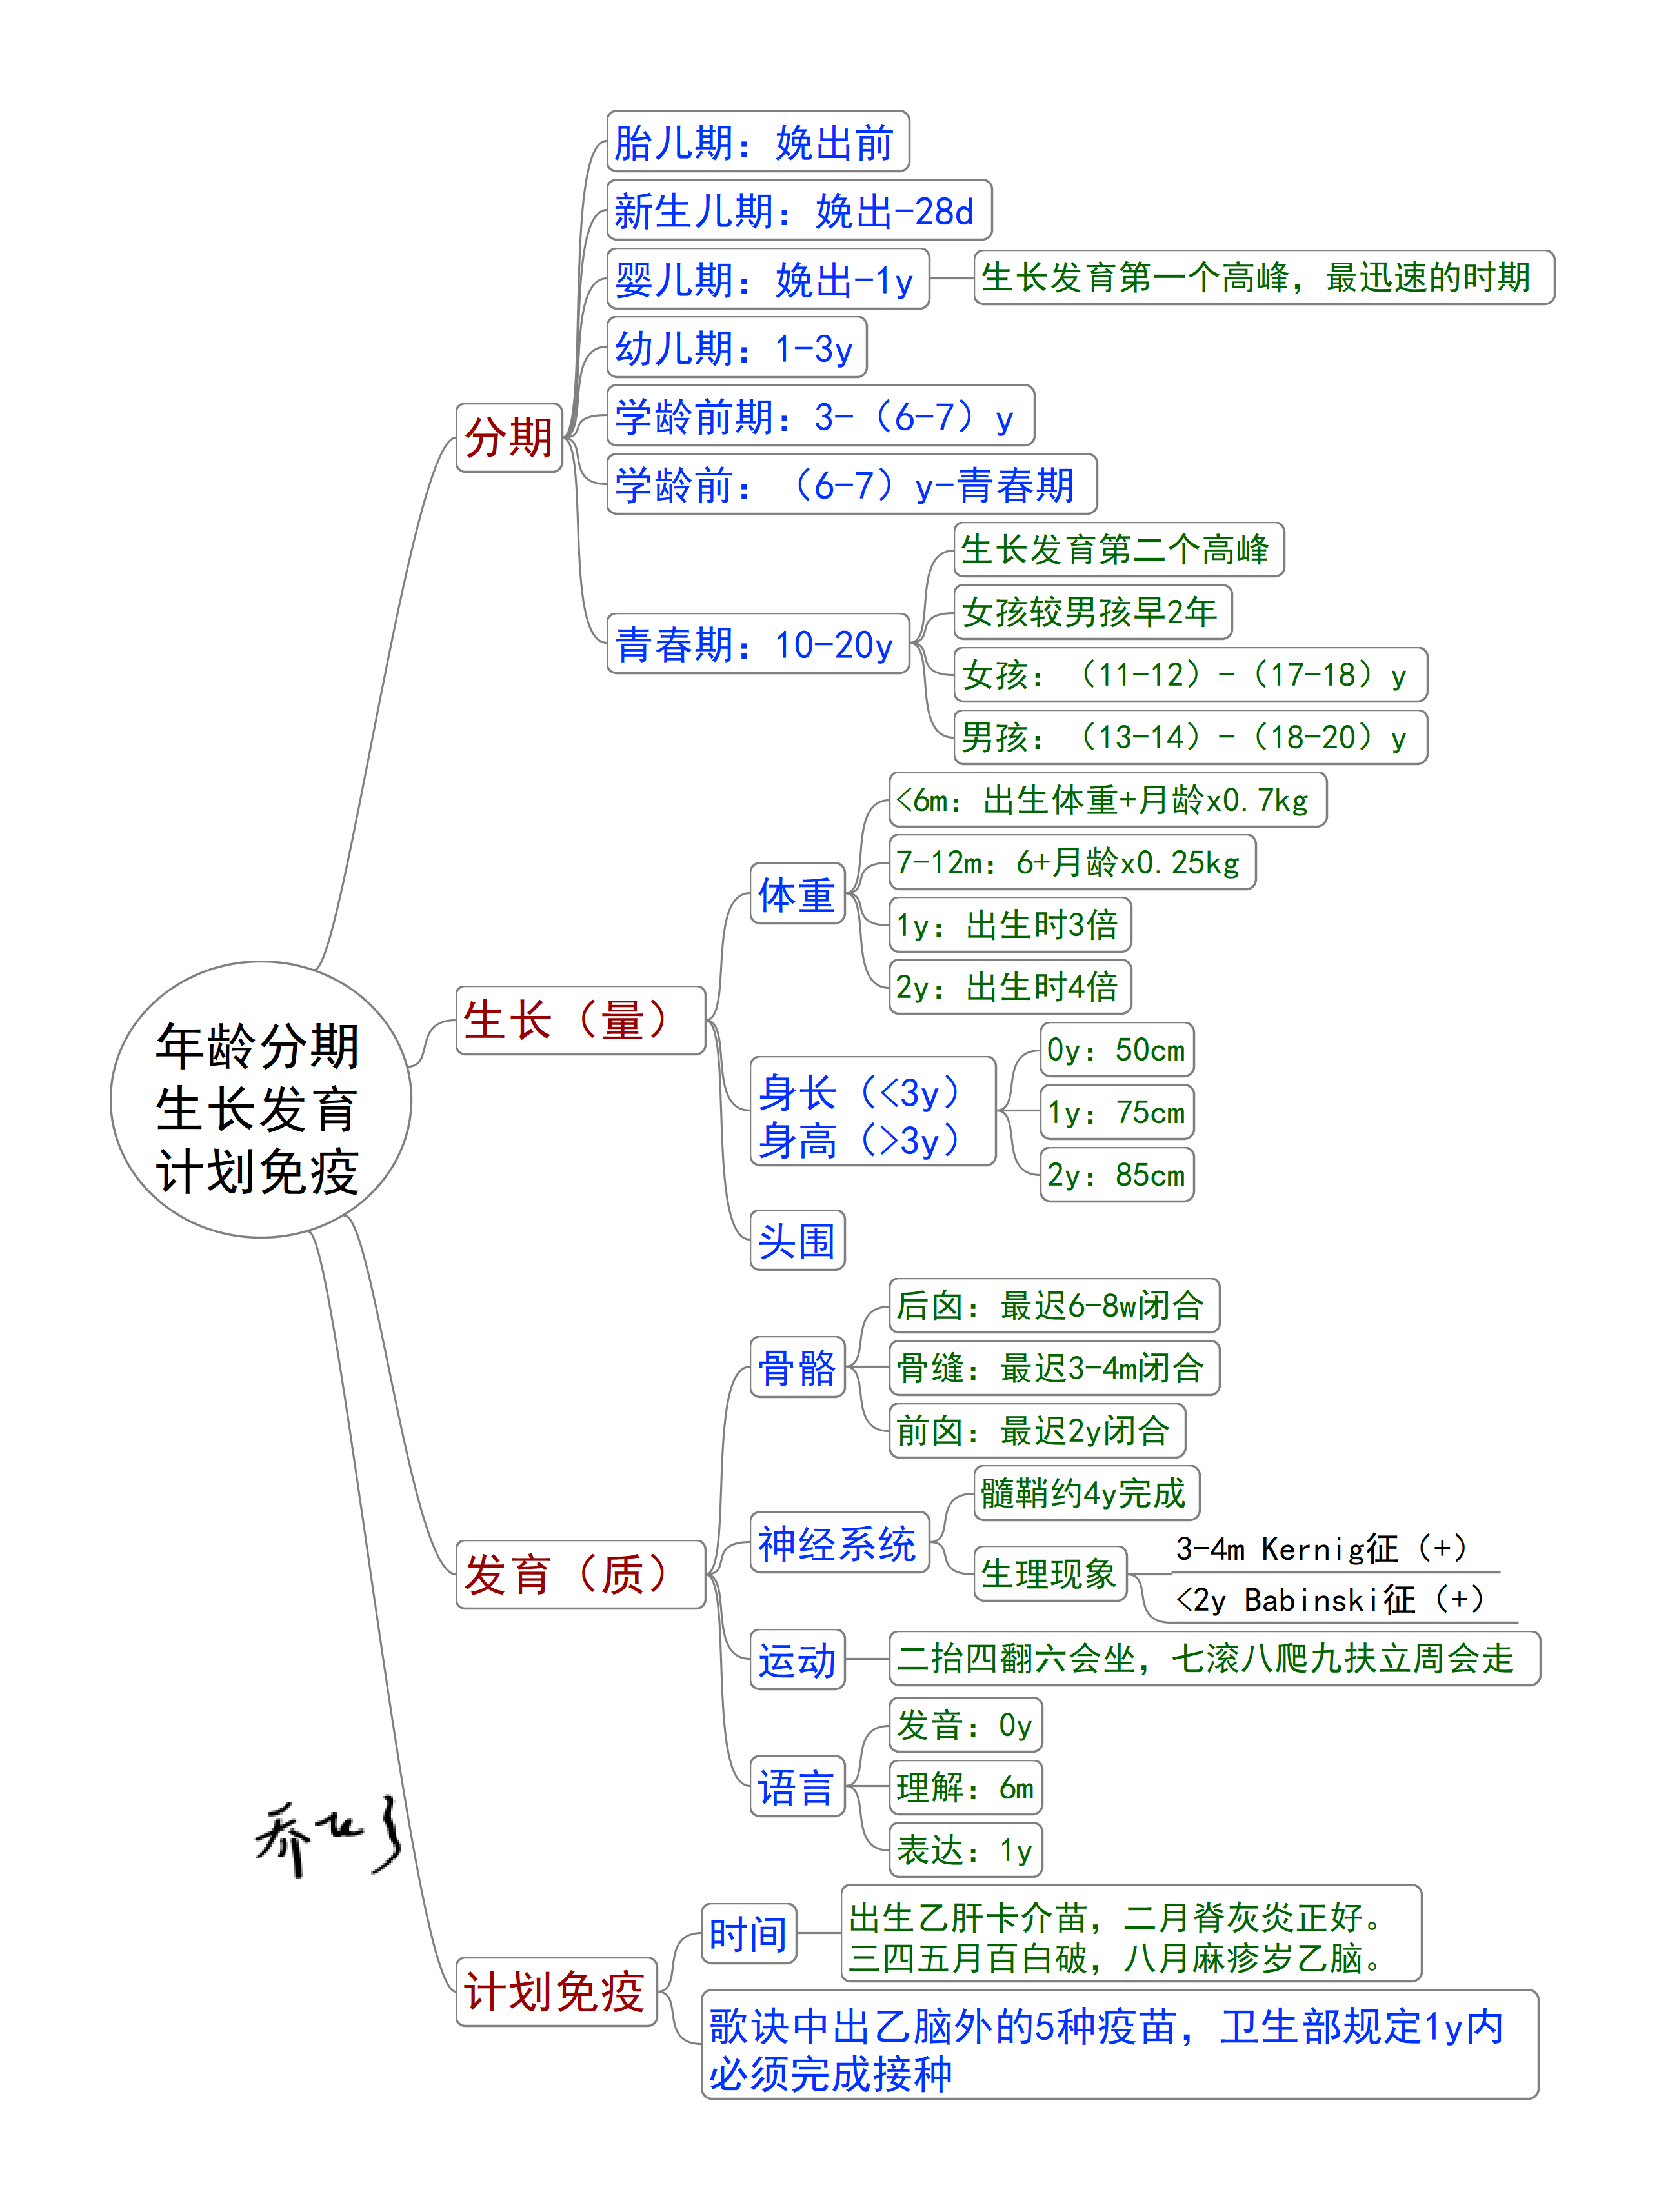 年龄分期
生长发育
计划免疫
分期
胎儿期：娩出前
新生儿期：娩出-28d
婴儿期：娩出-1y
生长发育第一个高峰，最迅速的时期
幼儿期：1-3y
学龄前期：3-（6-7）y
学龄前：（6-7）y-青春期
青春期：10-20y
生长发育第二个高峰
女孩较男孩早2年
女孩：（11-12）-（17-18）y
男孩：（13-14）-（18-20）y
生长（量）
体重
<6m：出生体重+月龄x0.7kg
7-12m：6+月龄x0.25kg
1y：出生时3倍
2y：出生时4倍
身长（<3y）
身高（>3y）
0y：50cm
1y：75cm
2y：85cm
头围
发育（质）
骨骼
后囟：最迟6-8w闭合
骨缝：最迟3-4m闭合
前囟：最迟2y闭合
神经系统
髓鞘约4y完成
生理现象
3-4m Kernig征（+）
<2y Babinski征（+）
运动
二抬四翻六会坐，七滚八爬九扶立周会走
语言
发音：0y
理解：6m
表达：1y
计划免疫
时间
出生乙肝卡介苗，二月脊灰炎正好。
三四五月百白破，八月麻疹岁乙脑。
歌诀中出乙脑外的5种疫苗，卫生部规定1y内
必须完成接种